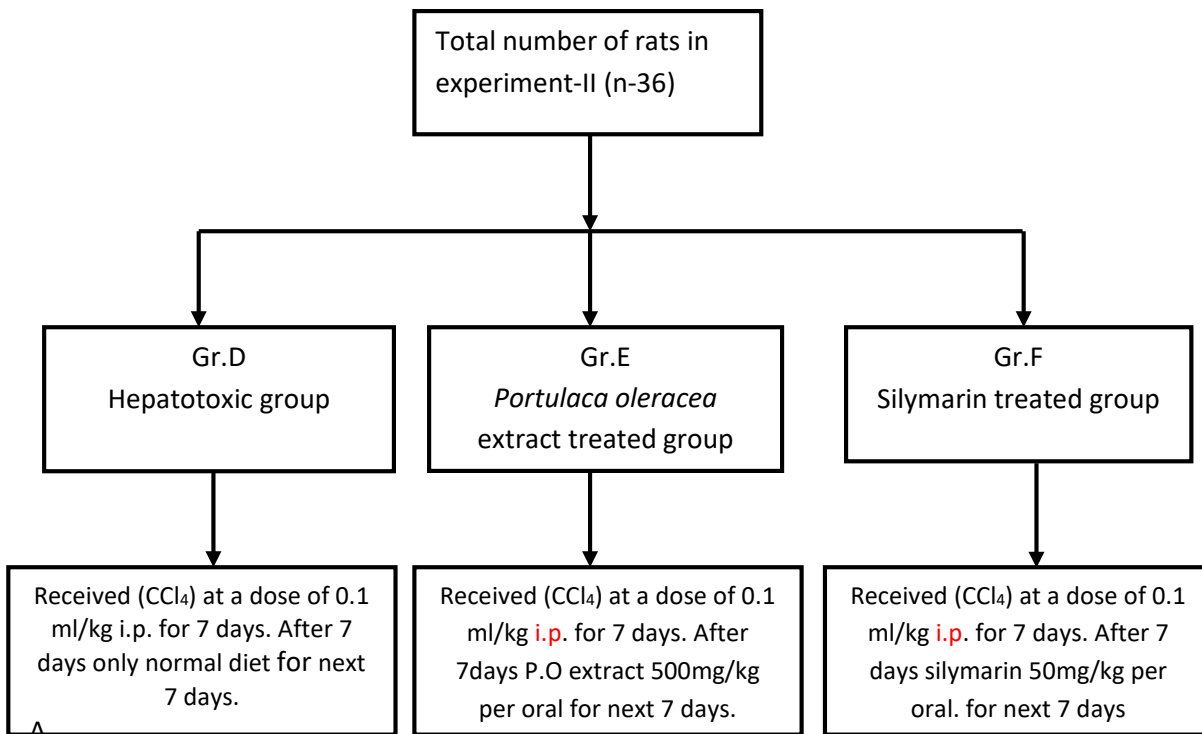 Total number of rats in
experiment-II (n-36)
Gr.D
Hepatotoxic group
Gr.E
Portulaca oleracea
extract treated group
Gr.F
Silymarin treated group
Received (CCl₄) at a dose of 0.1
ml/kg i.p. for 7 days. After 7
days only normal diet for next
7 days.
Received (CCl₄) at a dose of 0.1
ml/kg i.p. for 7 days. After
7days P.O extract 500mg/kg
per oral for next 7 days.
Received (CCl₄) at a dose of 0.1
ml/kg i.p. for 7 days. After 7
days silymarin 50mg/kg per
oral. for next 7 days